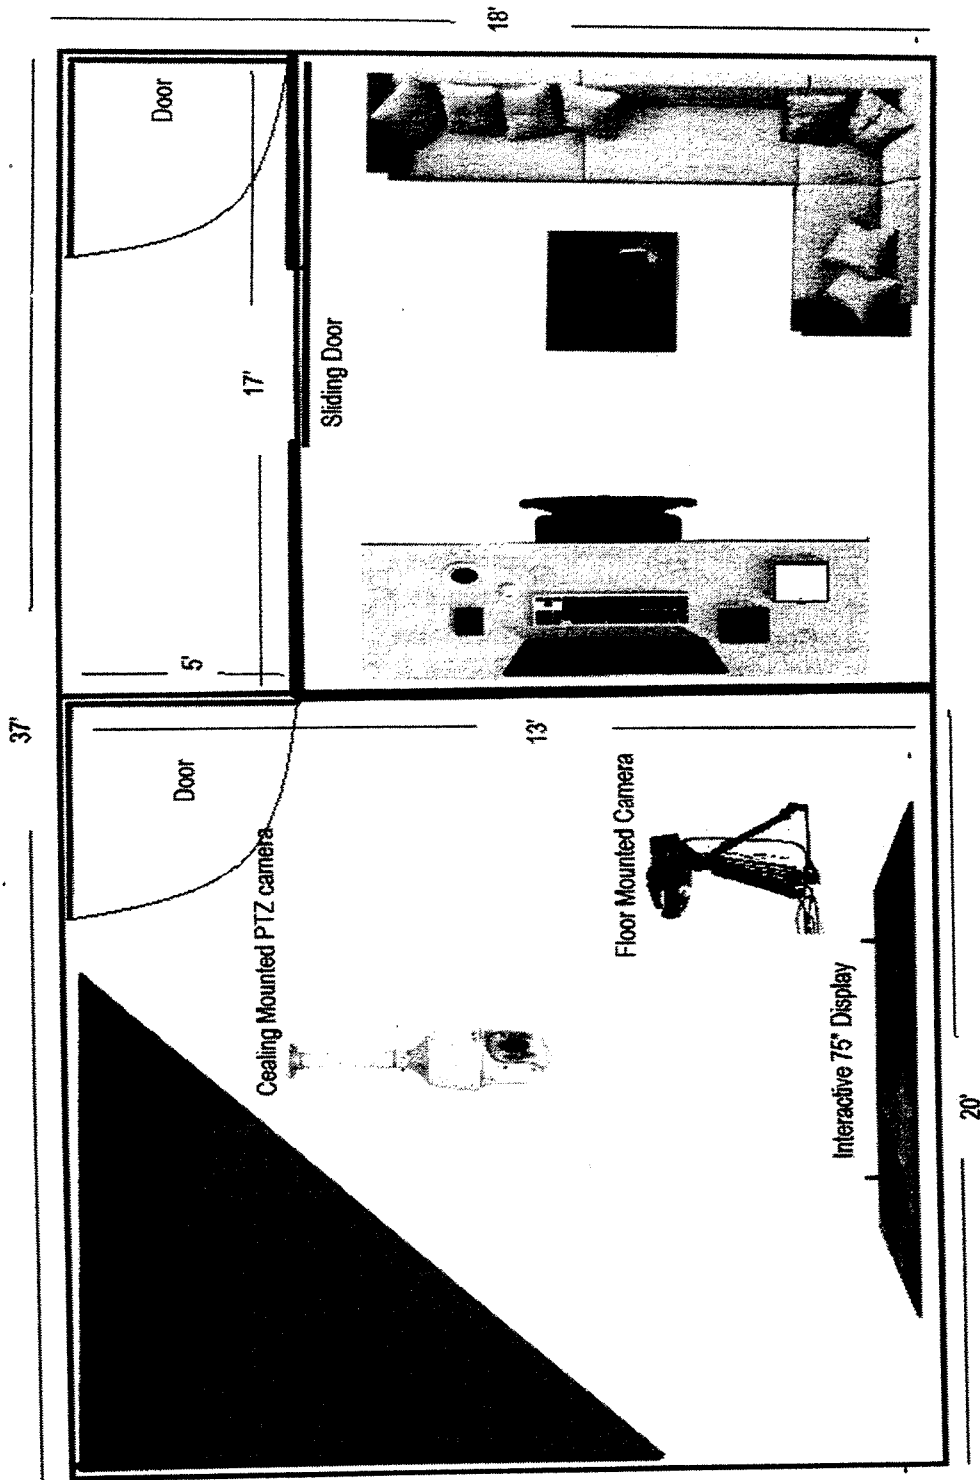 37'
18'
Door
Door
5'
17'
Sliding Door
Cealing Mounted PTZ camera
13'
Floor Mounted Camera
Interactive 75" Display
20'